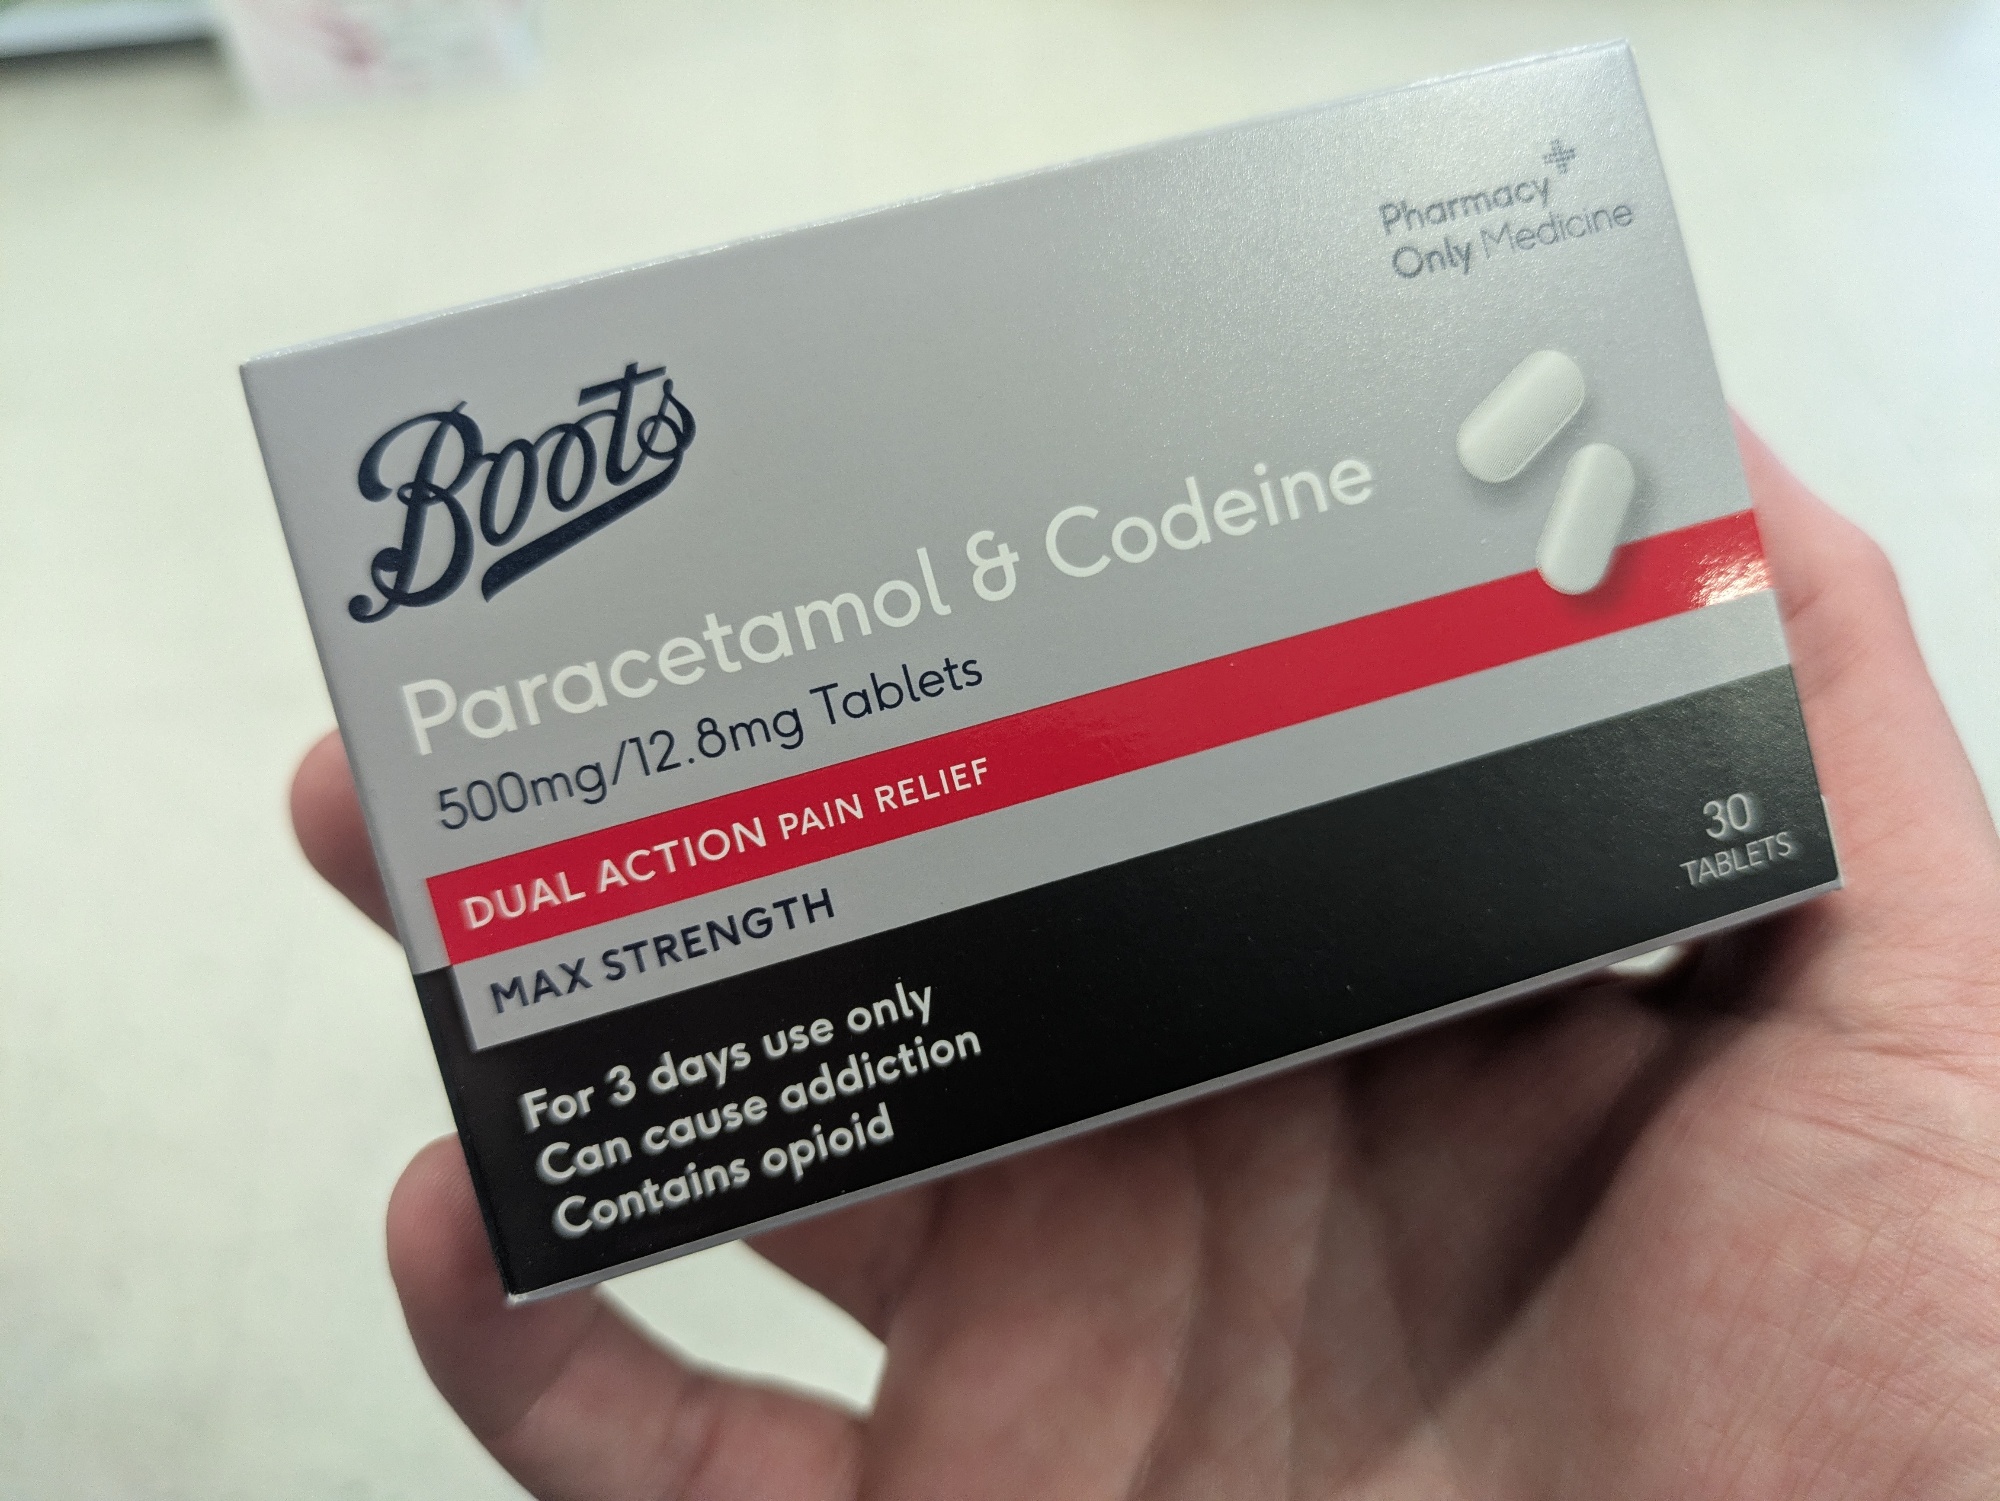 Pharmacy
Only Medicine
Boots
Paracetamol & Codeine
500mg/12.8mg Tablets
DUAL ACTION PAIN RELIEF
MAX STRENGTH
30
TABLETS
For 3 days use only
Can cause addiction
Contains opioid